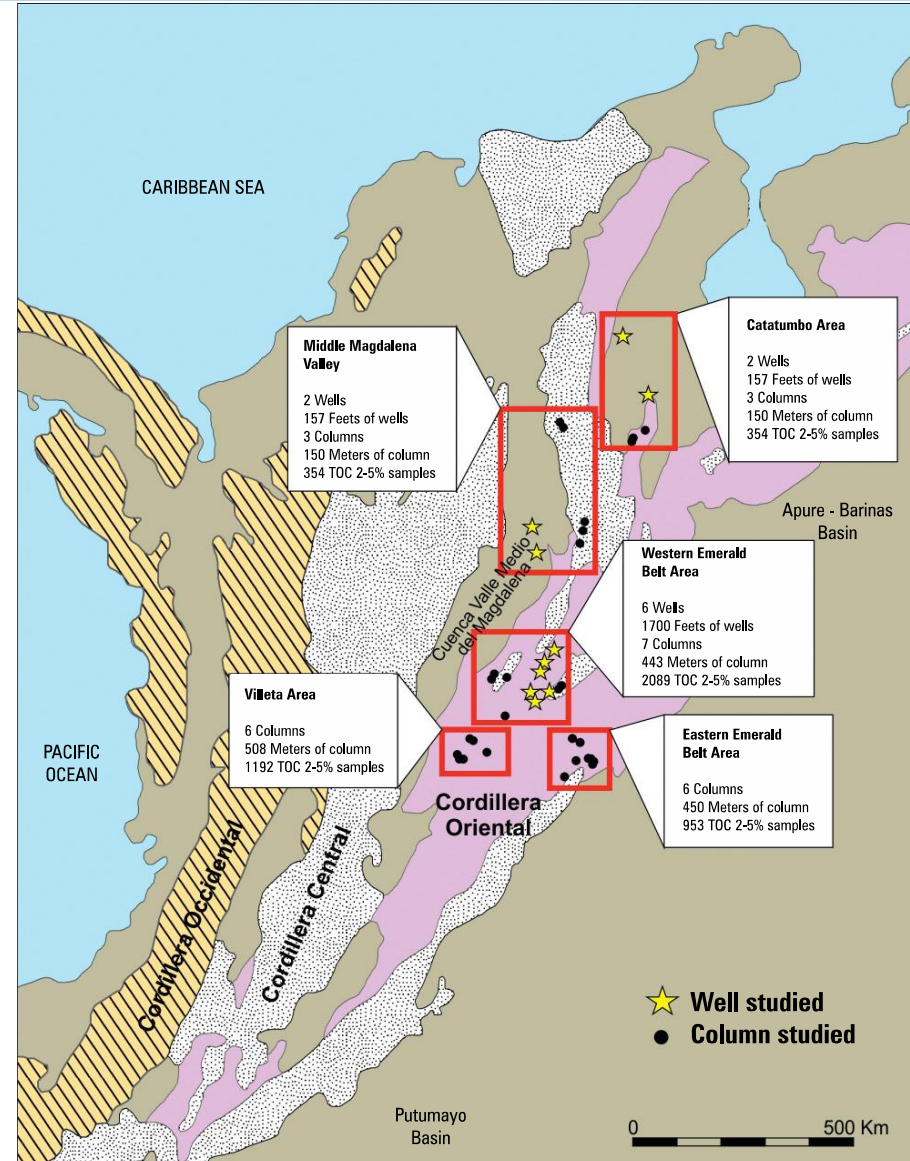 CARIBBEAN SEA
Middle Magdalena
Valley
2 Wells
157 Feets of wells
3 Columns
150 Meters of column
354 TOC 2-5% samples
Catatumbo Area
2 Wells
157 Feets of wells
3 Columns
150 Meters of column
354 TOC 2-5% samples
Apure - Barinas
Basin
Cuenca Valle Medio
del Magdalena
Western Emerald
Belt Area
6 Wells
1700 Feets of wells
7 Columns
443 Meters of column
2089 TOC 2-5% samples
Villeta Area
6 Columns
508 Meters of column
1192 TOC 2-5% samples
Eastern Emerald
Belt Area
6 Columns
450 Meters of column
953 TOC 2-5% samples
PACIFIC
OCEAN
Cordillera
Oriental
Cordillera Central
Cordillera Occidental
Well studied
Column studied
Putumayo
Basin
0
500 Km